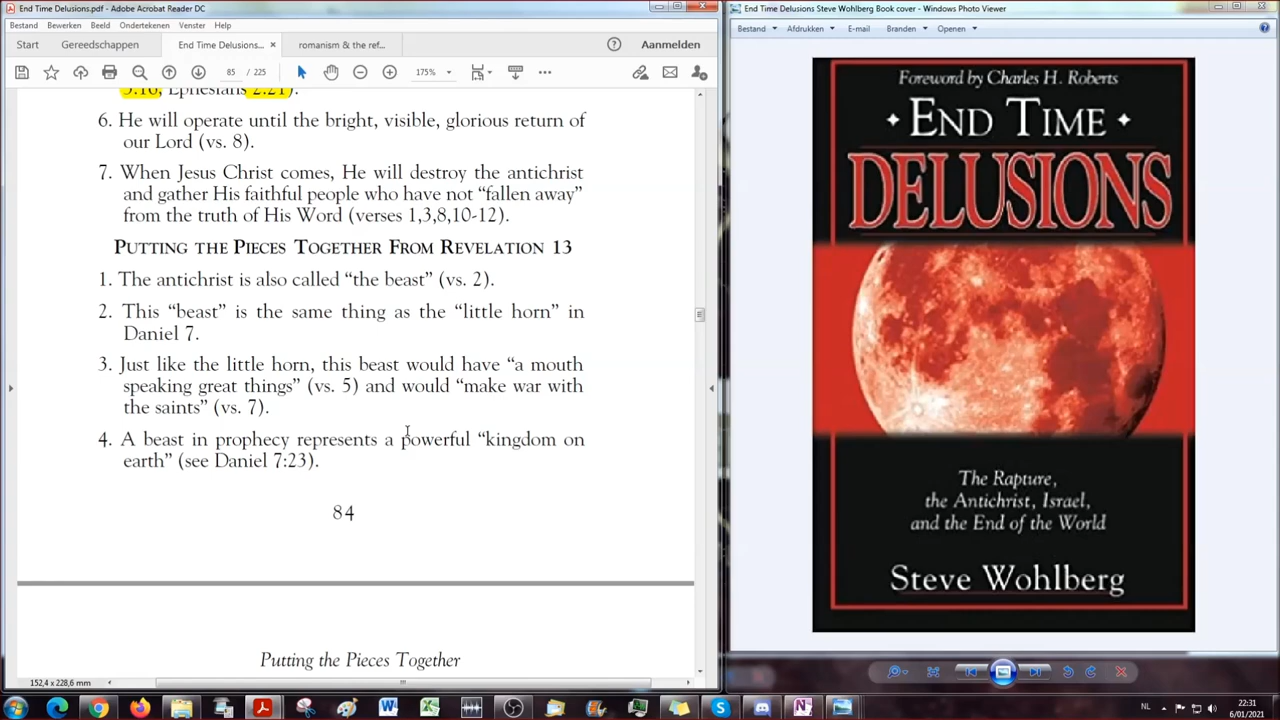 End Time Delusions.pdf - Adobe Acrobat Reader DC
Bestand Bewerken Beeld Ondertekenen Venster Help
Start Gereedschappen End Time Delusions... × romanism & the ref... Aanmelden
85 / 225 175%
5:16, Ephesians 2:21).
6. He will operate until the bright, visible, glorious return of
our Lord (vs. 8).
7. When Jesus Christ comes, He will destroy the antichrist
and gather His faithful people who have not “fallen away”
from the truth of His Word (verses 1,3,8,10-12).
PUTTING THE PIECES TOGETHER FROM REVELATION 13
1. The antichrist is also called “the beast” (vs. 2).
2. This “beast” is the same thing as the “little horn” in
Daniel 7.
3. Just like the little horn, this beast would have “a mouth
speaking great things” (vs. 5) and would “make war with
the saints” (vs. 7).
4. A beast in prophecy represents a powerful “kingdom on
earth” (see Daniel 7:23).
84
Putting the Pieces Together
152,4 x 228,6 mm
End Time Delusions Steve Wohlberg Book cover - Windows Photo Viewer
Bestand Afdrukken E-mail Branden Openen
Foreword by Charles H. Roberts
END TIME
DELUSIONS
The Rapture,
the Antichrist, Israel,
and the End of the World
Steve Wohlberg
NL
22:31
6/01/2021